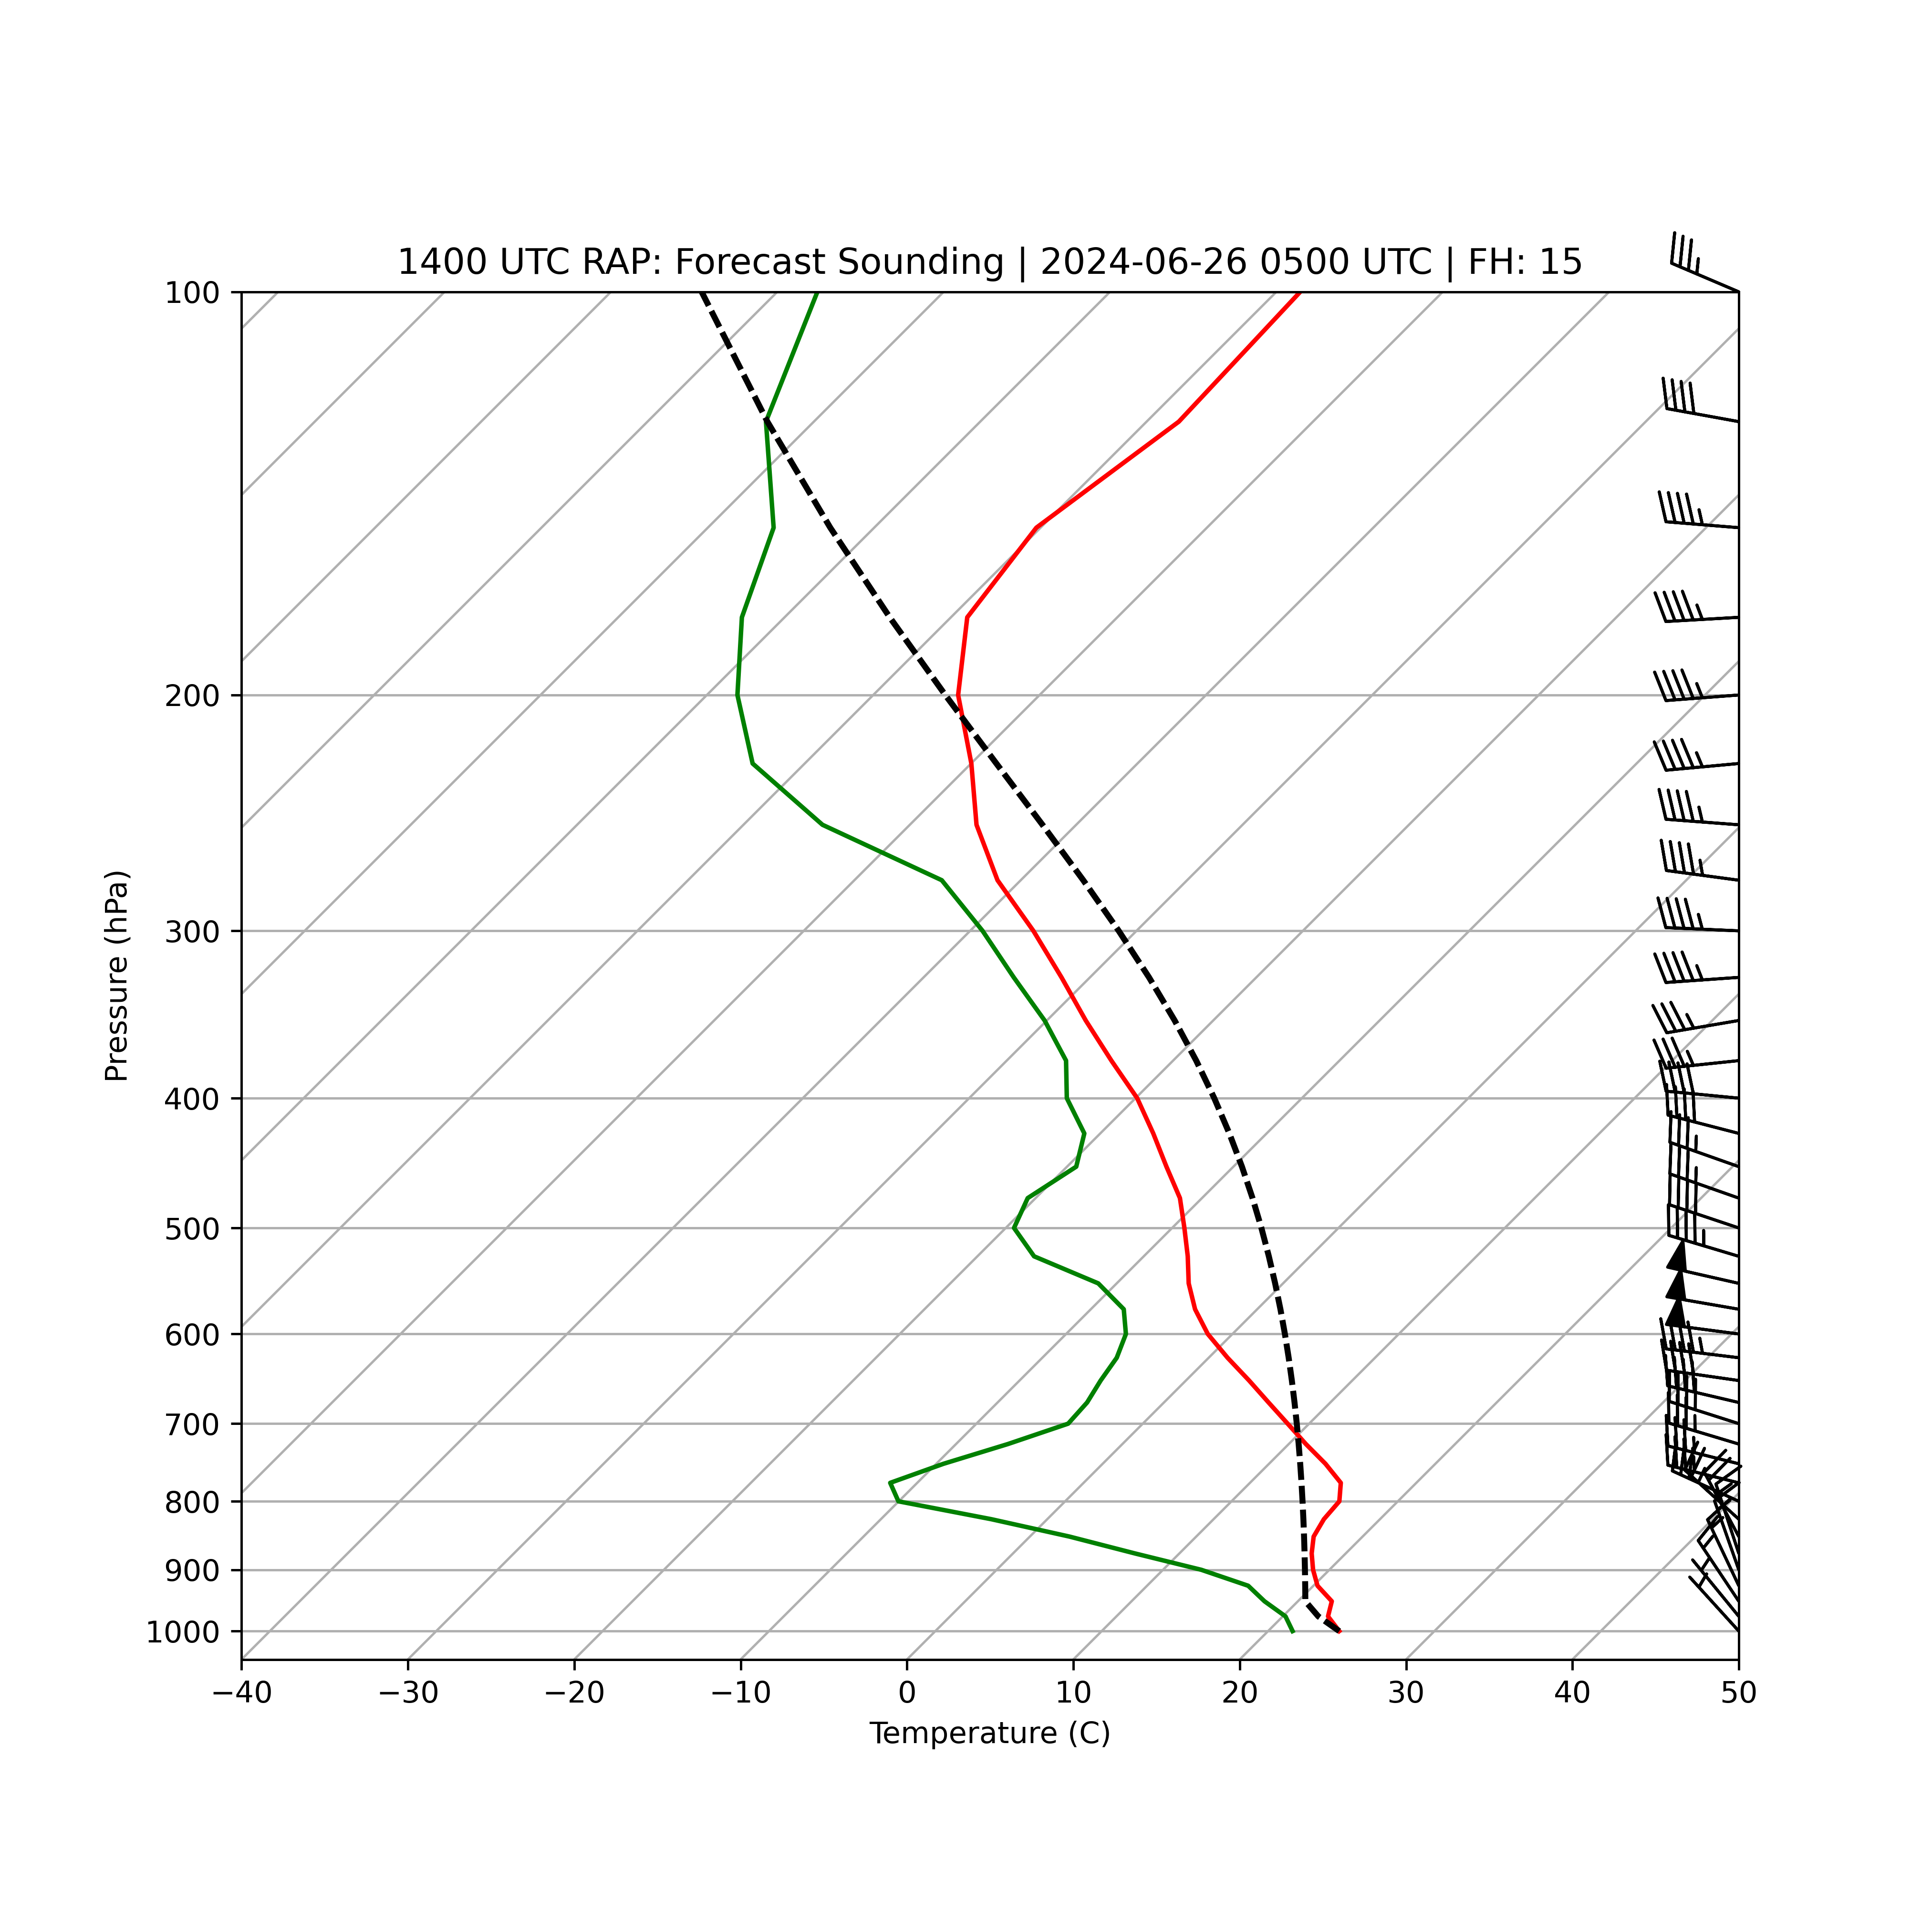 1400 UTC RAP: Forecast Sounding | 2024-06-26 0500 UTC | FH: 15
100
200
300
400
500
600
700
800
900
1000
Pressure (hPa)
−40 −30 −20 −10 0 10 20 30 40 50
Temperature (C)